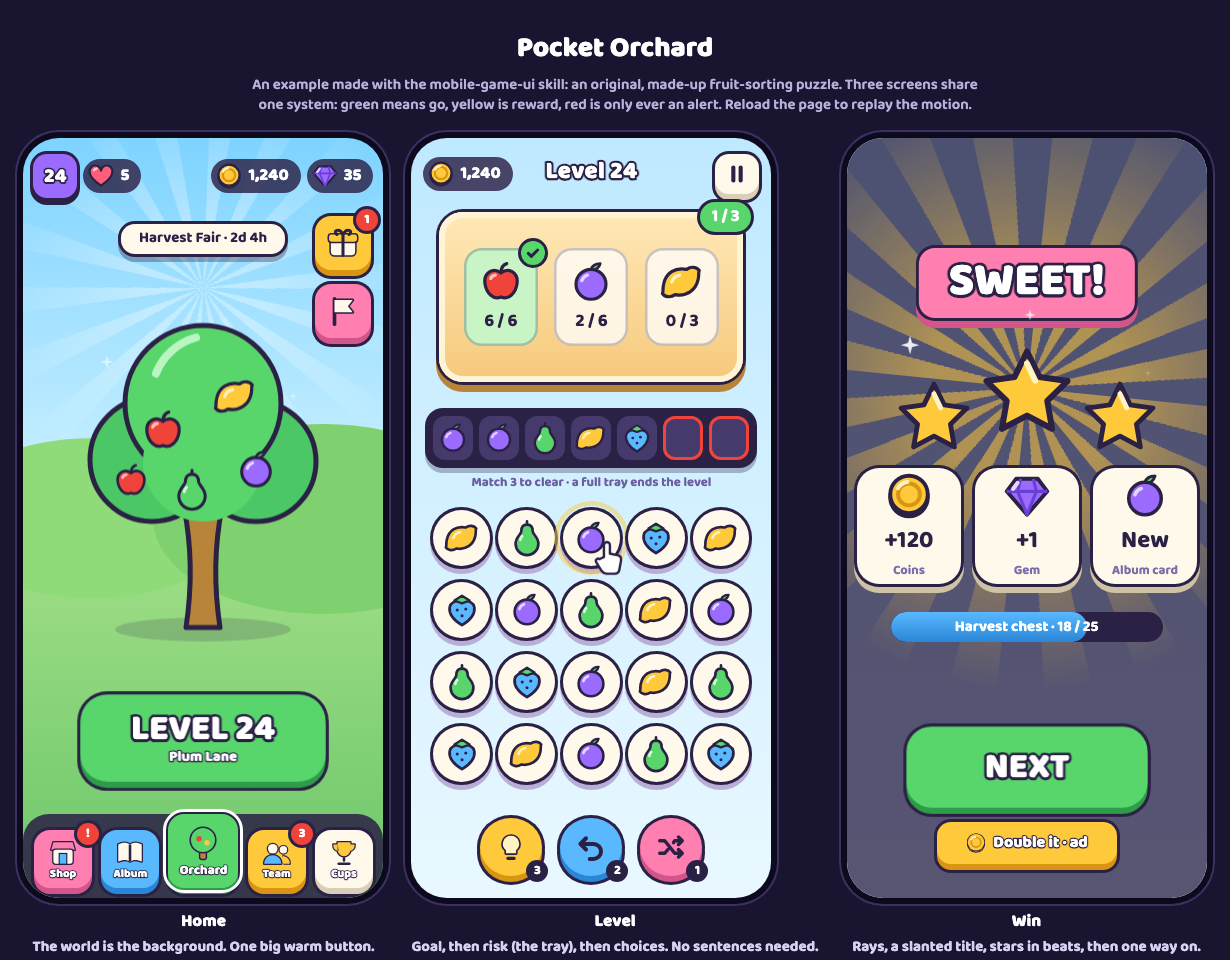 Pocket Orchard
An example made with the mobile-game-ui skill: an original, made-up fruit-sorting puzzle. Three screens share
one system: green means go, yellow is reward, red is only ever an alert. Reload the page to replay the motion.
24
5
1,240
35
Harvest Fair · 2d 4h
1
LEVEL 24
Plum Lane
!
Shop
Album
Orchard
3
Team
Cups
Home
The world is the background. One big warm button.
1,240
Level 24
1 / 3
6 / 6
2 / 6
0 / 3
Match 3 to clear · a full tray ends the level
3
2
1
Level
Goal, then risk (the tray), then choices. No sentences needed.
SWEET!
+120
Coins
+1
Gem
New
Album card
Harvest chest · 18 / 25
NEXT
Double it · ad
Win
Rays, a slanted title, stars in beats, then one way on.